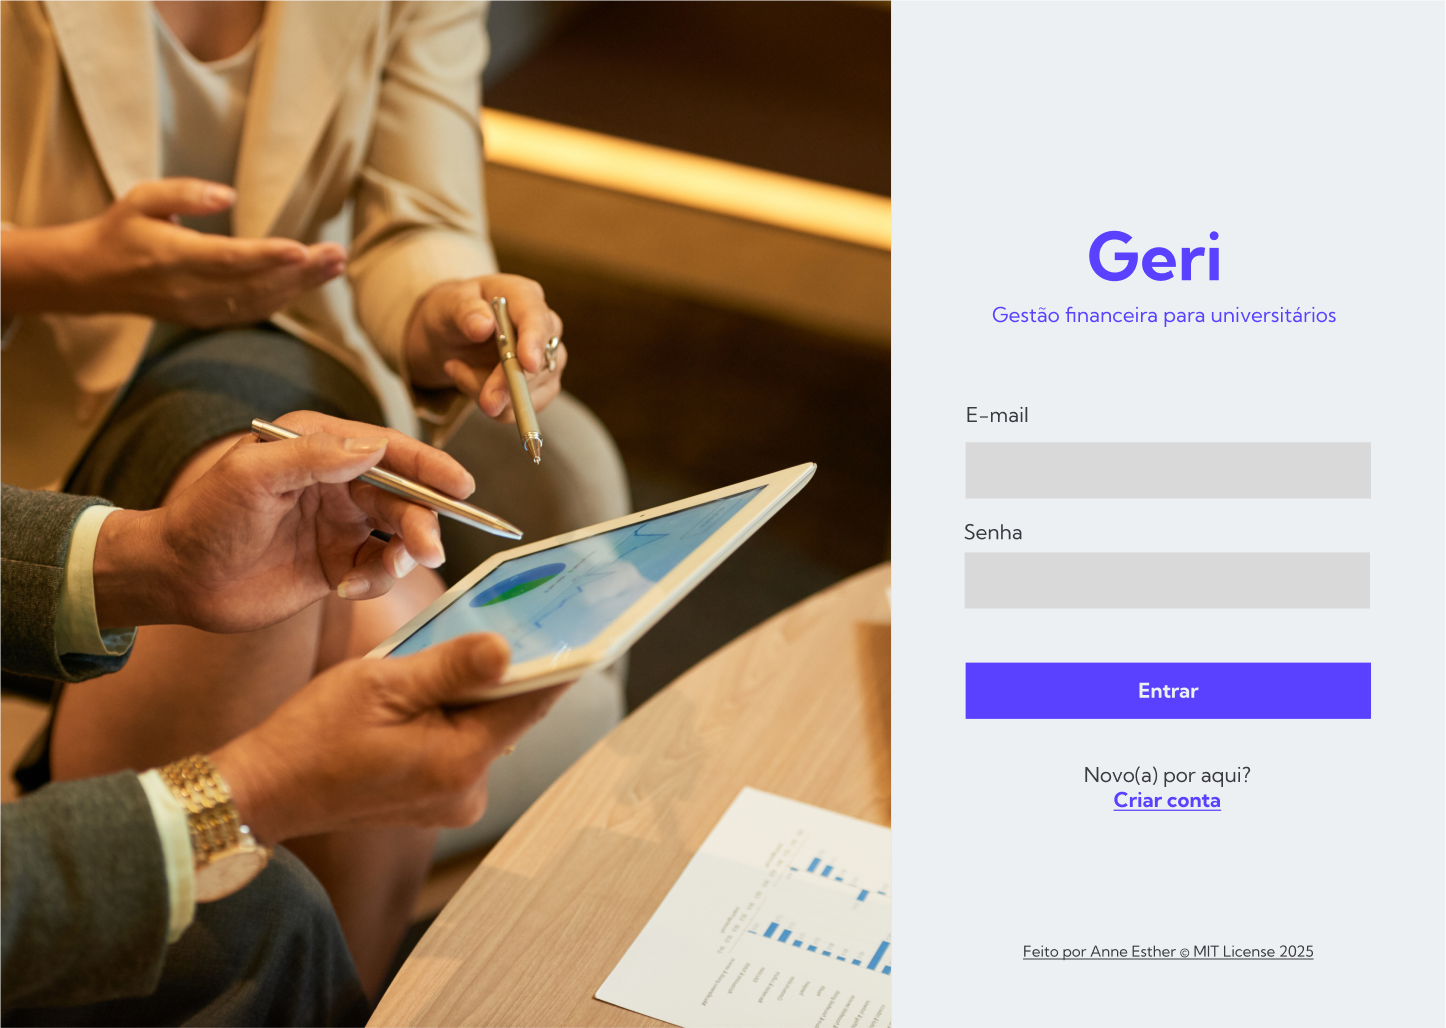 Geri
Gestão financeira para universitários
E-mail
Senha
Entrar
Novo(a) por aqui?
Criar conta
Feito por Anne Esther © MIT License 2025